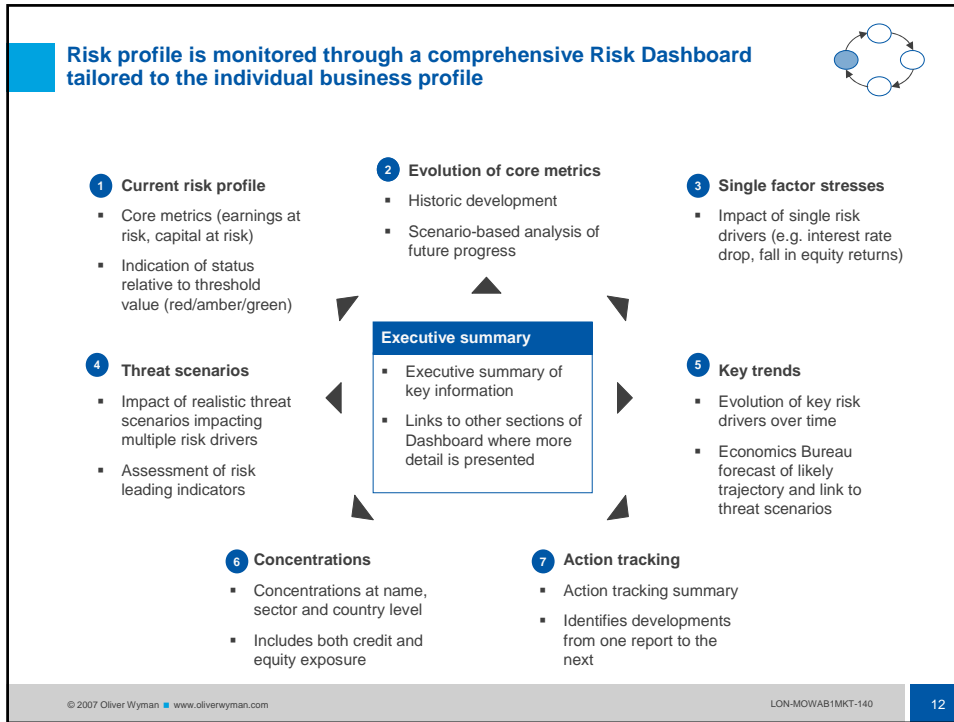 Risk profile is monitored through a comprehensive Risk Dashboard
tailored to the individual business profile
1 Current risk profile
▪ Core metrics (earnings at
risk, capital at risk)
▪ Indication of status
relative to threshold
value (red/amber/green)
2 Evolution of core metrics
▪ Historic development
▪ Scenario-based analysis of
future progress
3 Single factor stresses
▪ Impact of single risk
drivers (e.g. interest rate
drop, fall in equity returns)
Executive summary
▪ Executive summary of
key information
▪ Links to other sections of
Dashboard where more
detail is presented
4 Threat scenarios
▪ Impact of realistic threat
scenarios impacting
multiple risk drivers
▪ Assessment of risk
leading indicators
5 Key trends
▪ Evolution of key risk
drivers over time
▪ Economics Bureau
forecast of likely
trajectory and link to
threat scenarios
6 Concentrations
▪ Concentrations at name,
sector and country level
▪ Includes both credit and
equity exposure
7 Action tracking
▪ Action tracking summary
▪ Identifies developments
from one report to the
next
© 2007 Oliver Wyman ■ www.oliverwyman.com
LON-MOWAB1MKT-140
12